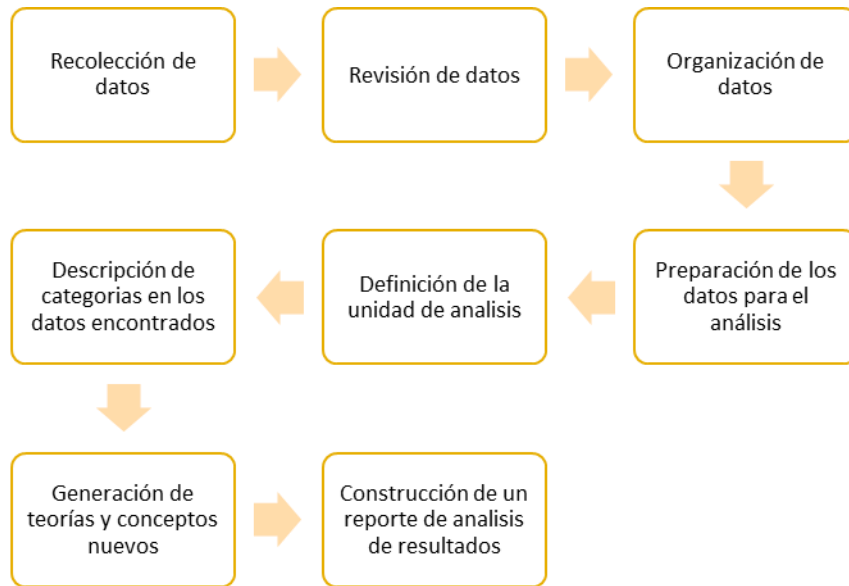 Recolección de
datos
Revisión de datos
Organización de
datos
Preparación de los
datos para el
análisis
Definición de la
unidad de analisis
Descripción de
categorias en los
datos encontrados
Generación de
teorías y conceptos
nuevos
Construcción de un
reporte de analisis
de resultados